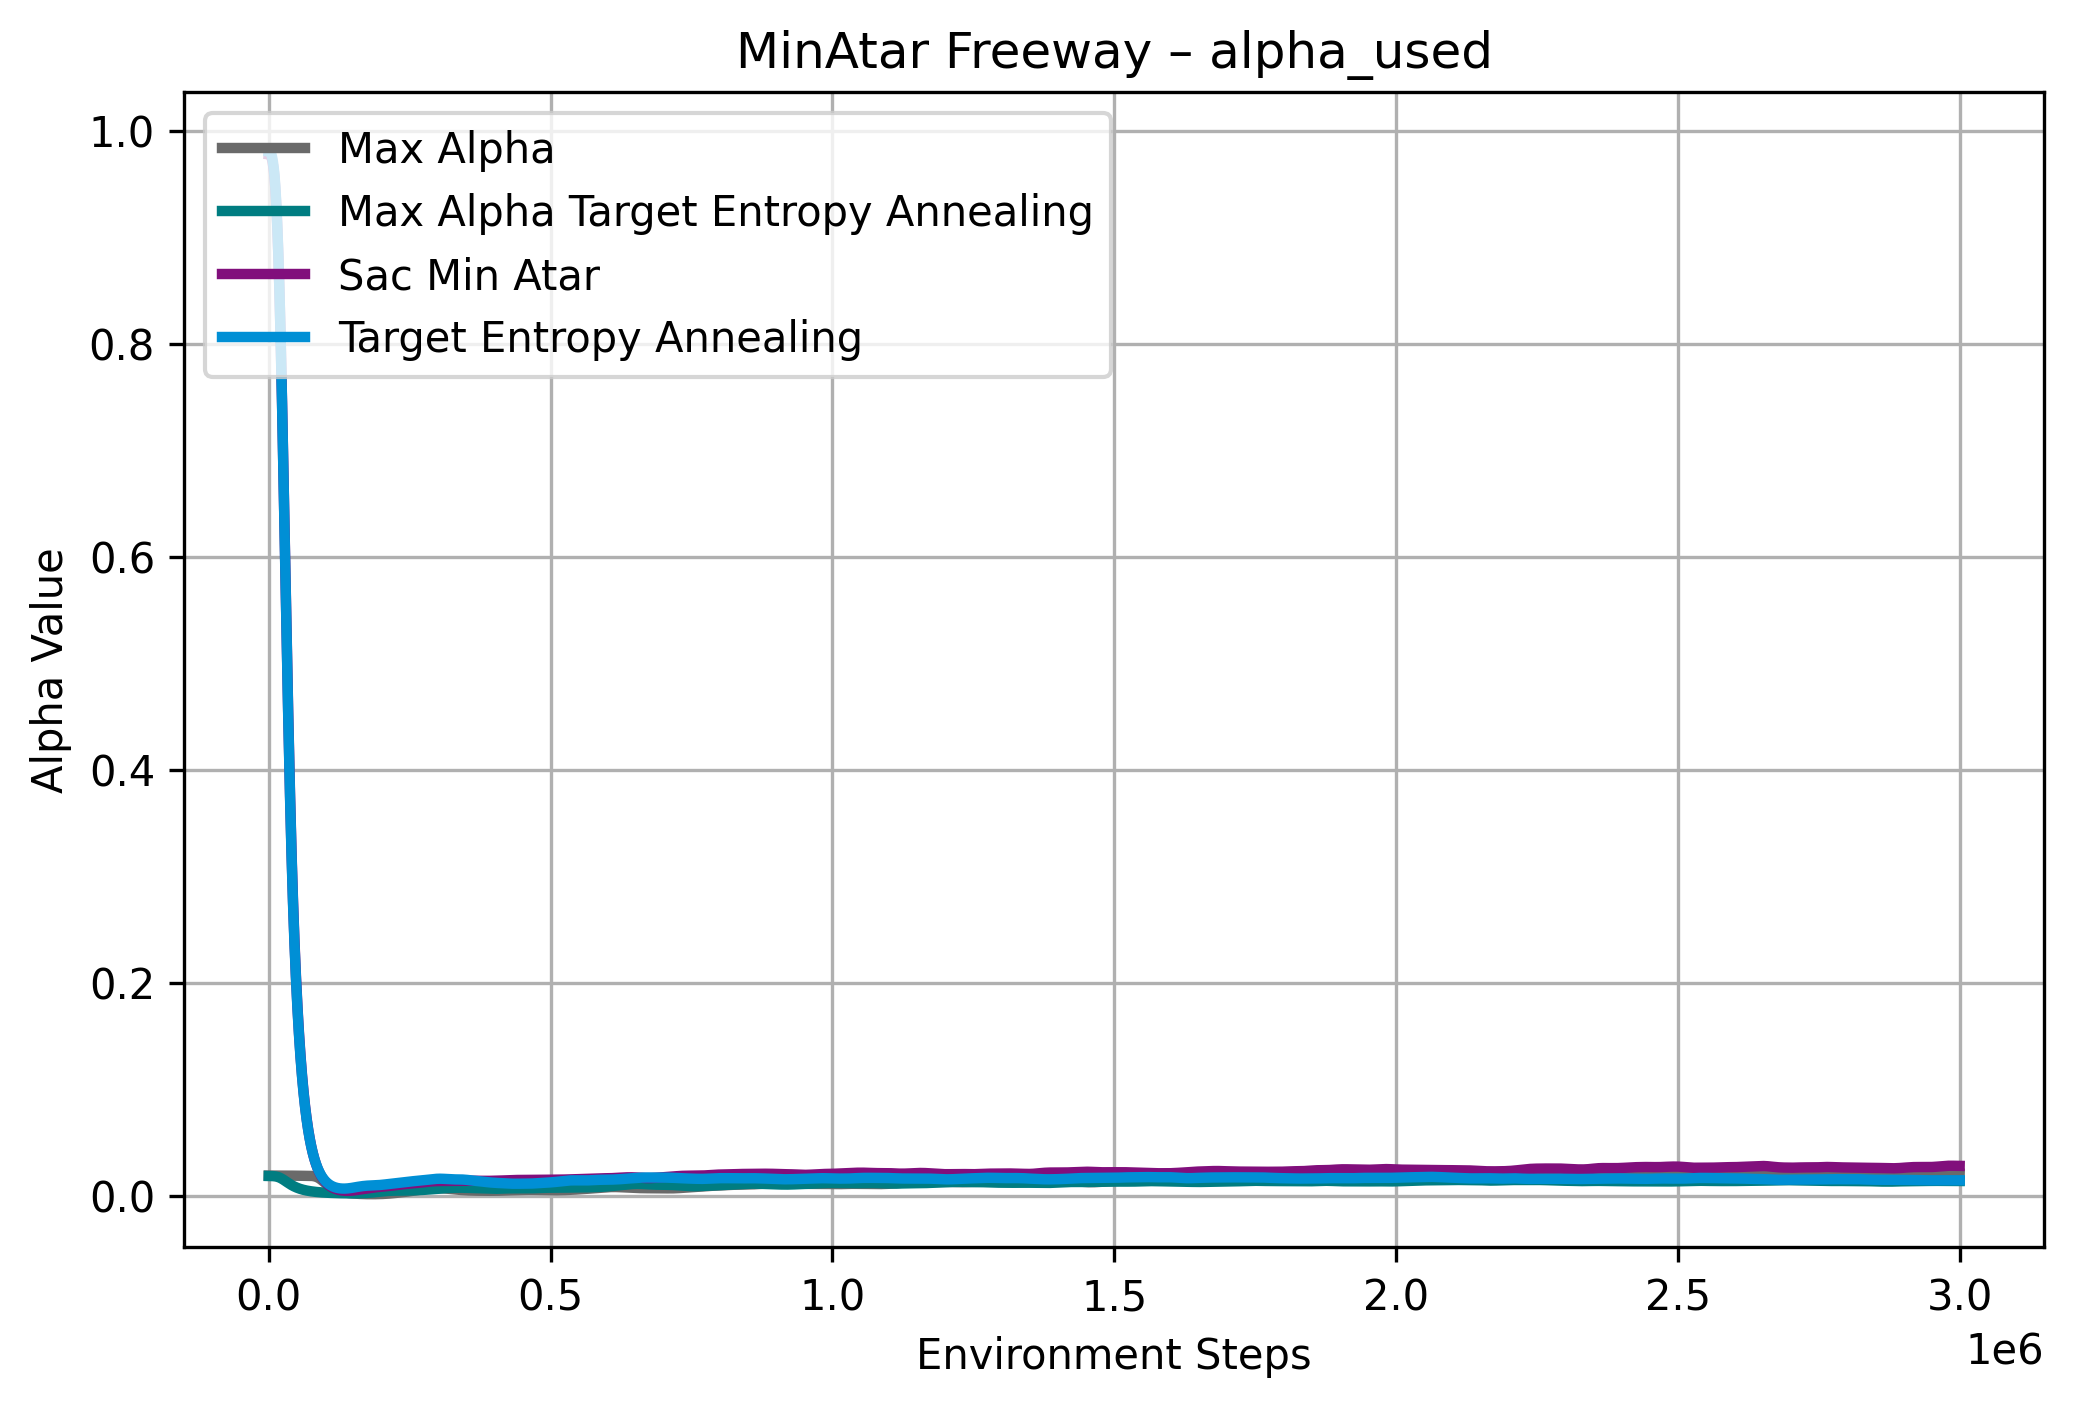 MinAtar Freeway – alpha_used
Max Alpha
Max Alpha Target Entropy Annealing
Sac Min Atar
Target Entropy Annealing
Alpha Value
1.0
0.8
0.6
0.4
0.2
0.0
0.0 0.5 1.0 1.5 2.0 2.5 3.0
1e6
Environment Steps